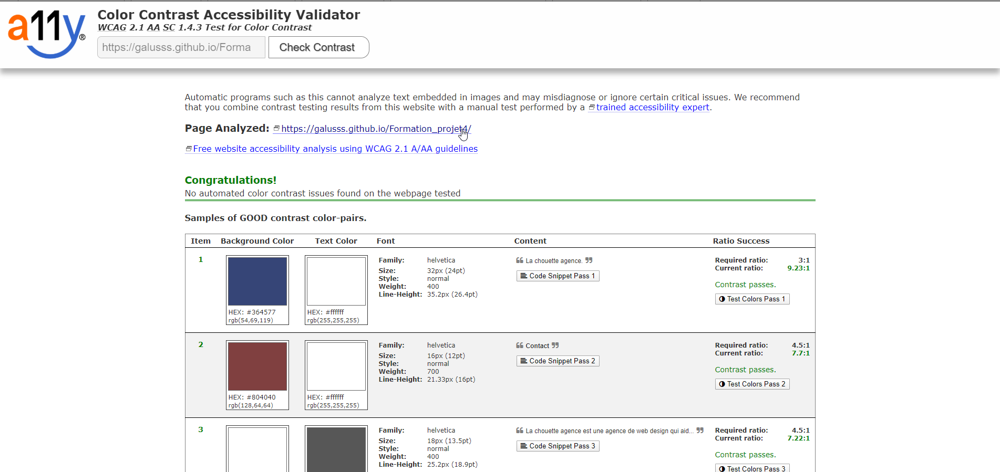 a11y®
Color Contrast Accessibility Validator
WCAG 2.1 AA SC 1.4.3 Test for Color Contrast
https://galusss.github.io/Forma
Check Contrast
Automatic programs such as this cannot analyze text embedded in images and may misdiagnose or ignore certain critical issues. We recommend
that you combine contrast testing results from this website with a manual test performed by a trained accessibility expert.
Page Analyzed: https://galusss.github.io/Formation_projet4/
Free website accessibility analysis using WCAG 2.1 A/AA guidelines
Congratulations!
No automated color contrast issues found on the webpage tested
Samples of GOOD contrast color-pairs.
Item Background Color Text Color Font Content Ratio Success
1
HEX: #364577
rgb(54,69,119)
HEX: #ffffff
rgb(255,255,255)
Family: helvetica
Size: 32px (24pt)
Style: normal
Weight: 400
Line-Height: 35.2px (26.4pt)
❝ La chouette agence. ❞
Code Snippet Pass 1
Required ratio: 3:1
Current ratio: 9.23:1
Contrast passes.
Test Colors Pass 1
2
HEX: #804040
rgb(128,64,64)
HEX: #ffffff
rgb(255,255,255)
Family: helvetica
Size: 16px (12pt)
Style: normal
Weight: 700
Line-Height: 21.33px (16pt)
❝ Contact ❞
Code Snippet Pass 2
Required ratio: 4.5:1
Current ratio: 7.7:1
Contrast passes.
Test Colors Pass 2
3
Family: helvetica
Size: 18px (13.5pt)
Style: normal
Weight: 400
Line-Height: 25.2px (18.9pt)
❝ La chouette agence est une agence de web design qui aid... ❞
Code Snippet Pass 3
Required ratio: 4.5:1
Current ratio: 7.22:1
Contrast passes.
Test Colors Pass 3